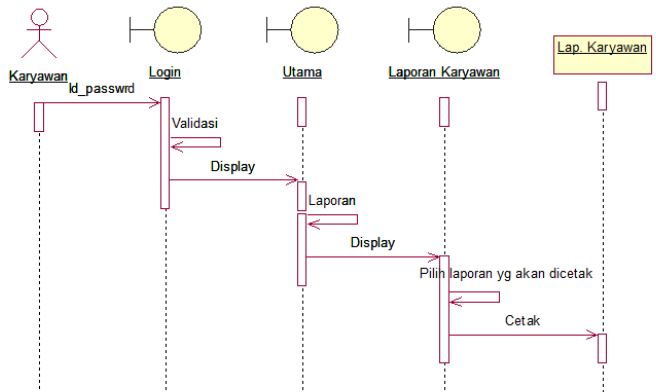 Karyawan
Login
Utama
Laporan Karyawan
Lap. Karyawan
Id_passwrd
Validasi
Display
Laporan
Display
Pilih laporan yg akan dicetak
Cetak